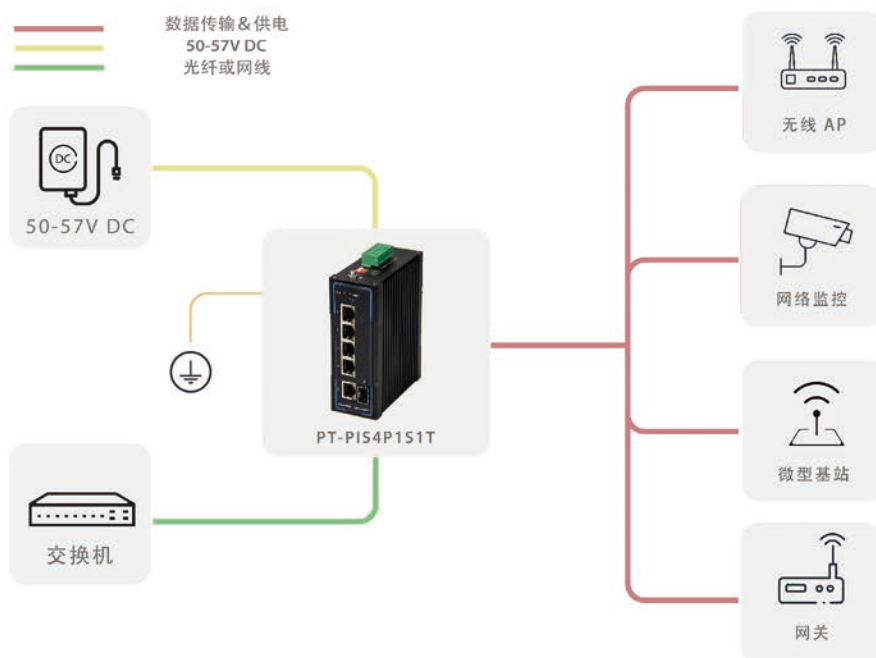 数据传输&供电
50-57V DC
光纤或网线
DC
50-57V DC
无线 AP
网络监控
PT-PIS4P1S1T
微型基站
交换机
网关